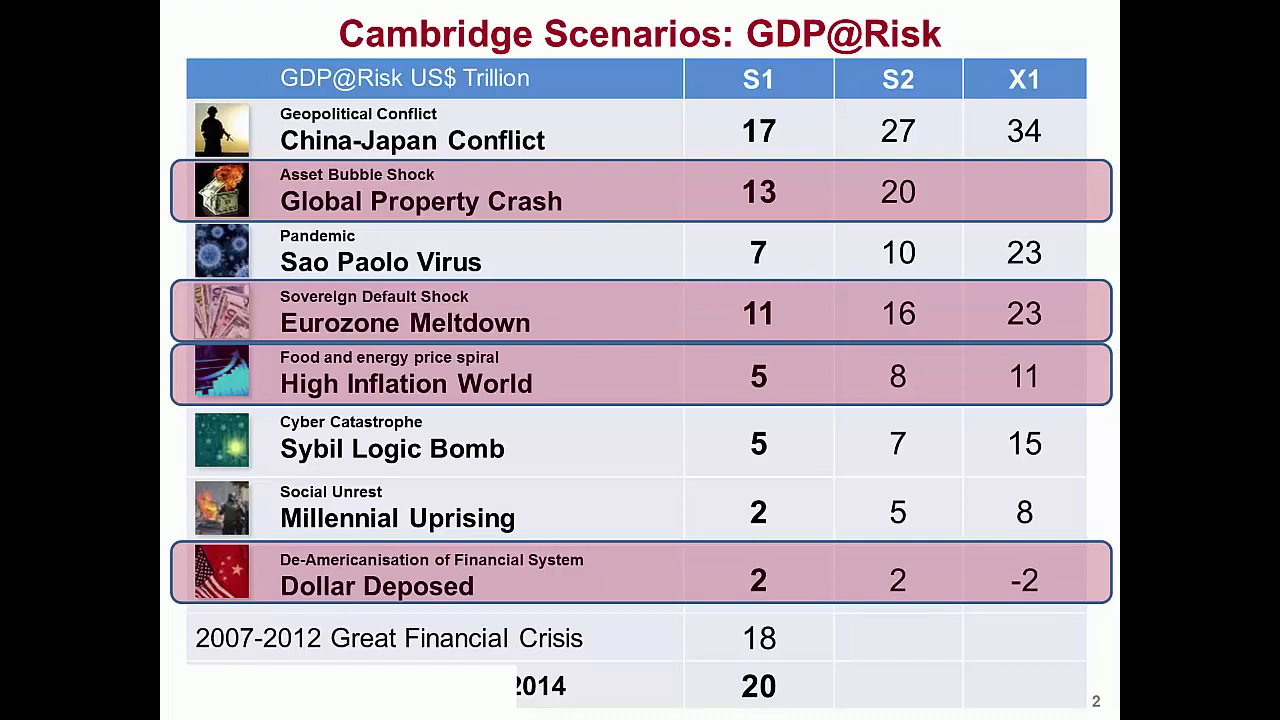 Cambridge Scenarios: GDP@Risk
GDP@Risk US$ Trillion S1 S2 X1
Geopolitical Conflict
China-Japan Conflict 17 27 34
Asset Bubble Shock
Global Property Crash 13 20
Pandemic
Sao Paolo Virus 7 10 23
Sovereign Default Shock
Eurozone Meltdown 11 16 23
Food and energy price spiral
High Inflation World 5 8 11
Cyber Catastrophe
Sybil Logic Bomb 5 7 15
Social Unrest
Millennial Uprising 2 5 8
De-Americanisation of Financial System
Dollar Deposed 2 2 -2
2007-2012 Great Financial Crisis 18
2014 20
2